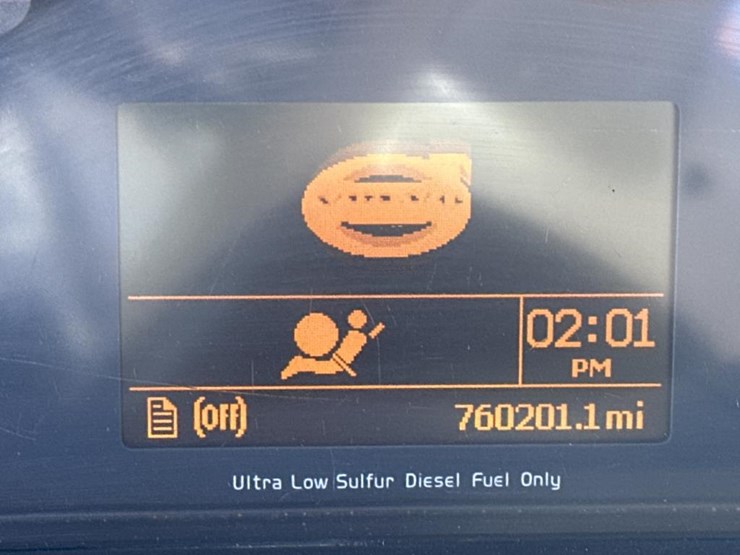 02:01
PM
(OFF)
760201.1 mi
Ultra Low Sulfur Diesel Fuel Only